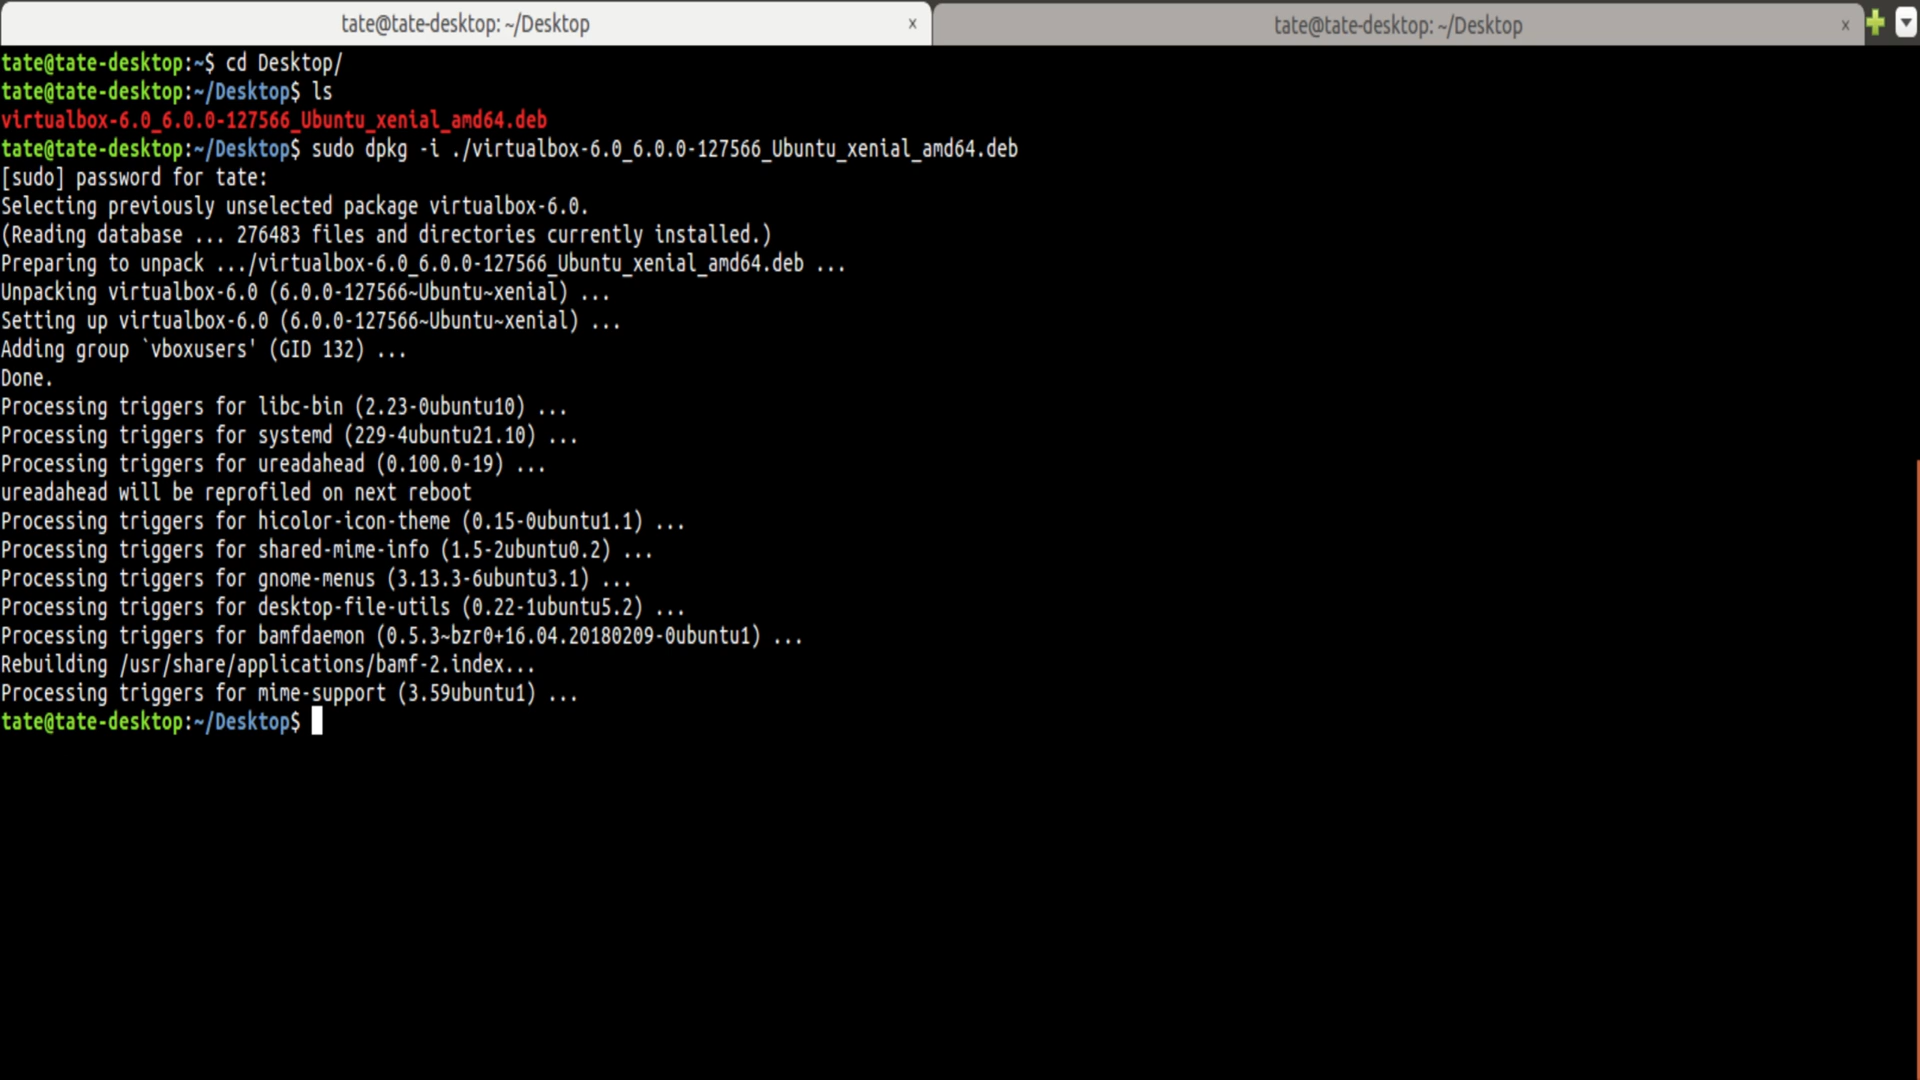 tate@tate-desktop: ~/Desktop × tate@tate-desktop: ~/Desktop ×
tate@tate-desktop:~$ cd Desktop/
tate@tate-desktop:~/Desktop$ ls
virtualbox-6.0_6.0.0-127566_Ubuntu_xenial_amd64.deb
tate@tate-desktop:~/Desktop$ sudo dpkg -i ./virtualbox-6.0_6.0.0-127566_Ubuntu_xenial_amd64.deb
[sudo] password for tate:
Selecting previously unselected package virtualbox-6.0.
(Reading database ... 276483 files and directories currently installed.)
Preparing to unpack .../virtualbox-6.0_6.0.0-127566_Ubuntu_xenial_amd64.deb ...
Unpacking virtualbox-6.0 (6.0.0-127566~Ubuntu~xenial) ...
Setting up virtualbox-6.0 (6.0.0-127566~Ubuntu~xenial) ...
Adding group `vboxusers' (GID 132) ...
Done.
Processing triggers for libc-bin (2.23-0ubuntu10) ...
Processing triggers for systemd (229-4ubuntu21.10) ...
Processing triggers for ureadahead (0.100.0-19) ...
ureadahead will be reprofiled on next reboot
Processing triggers for hicolor-icon-theme (0.15-0ubuntu1.1) ...
Processing triggers for shared-mime-info (1.5-2ubuntu0.2) ...
Processing triggers for gnome-menus (3.13.3-6ubuntu3.1) ...
Processing triggers for desktop-file-utils (0.22-1ubuntu5.2) ...
Processing triggers for bamfdaemon (0.5.3~bzr0+16.04.20180209-0ubuntu1) ...
Rebuilding /usr/share/applications/bamf-2.index...
Processing triggers for mime-support (3.59ubuntu1) ...
tate@tate-desktop:~/Desktop$